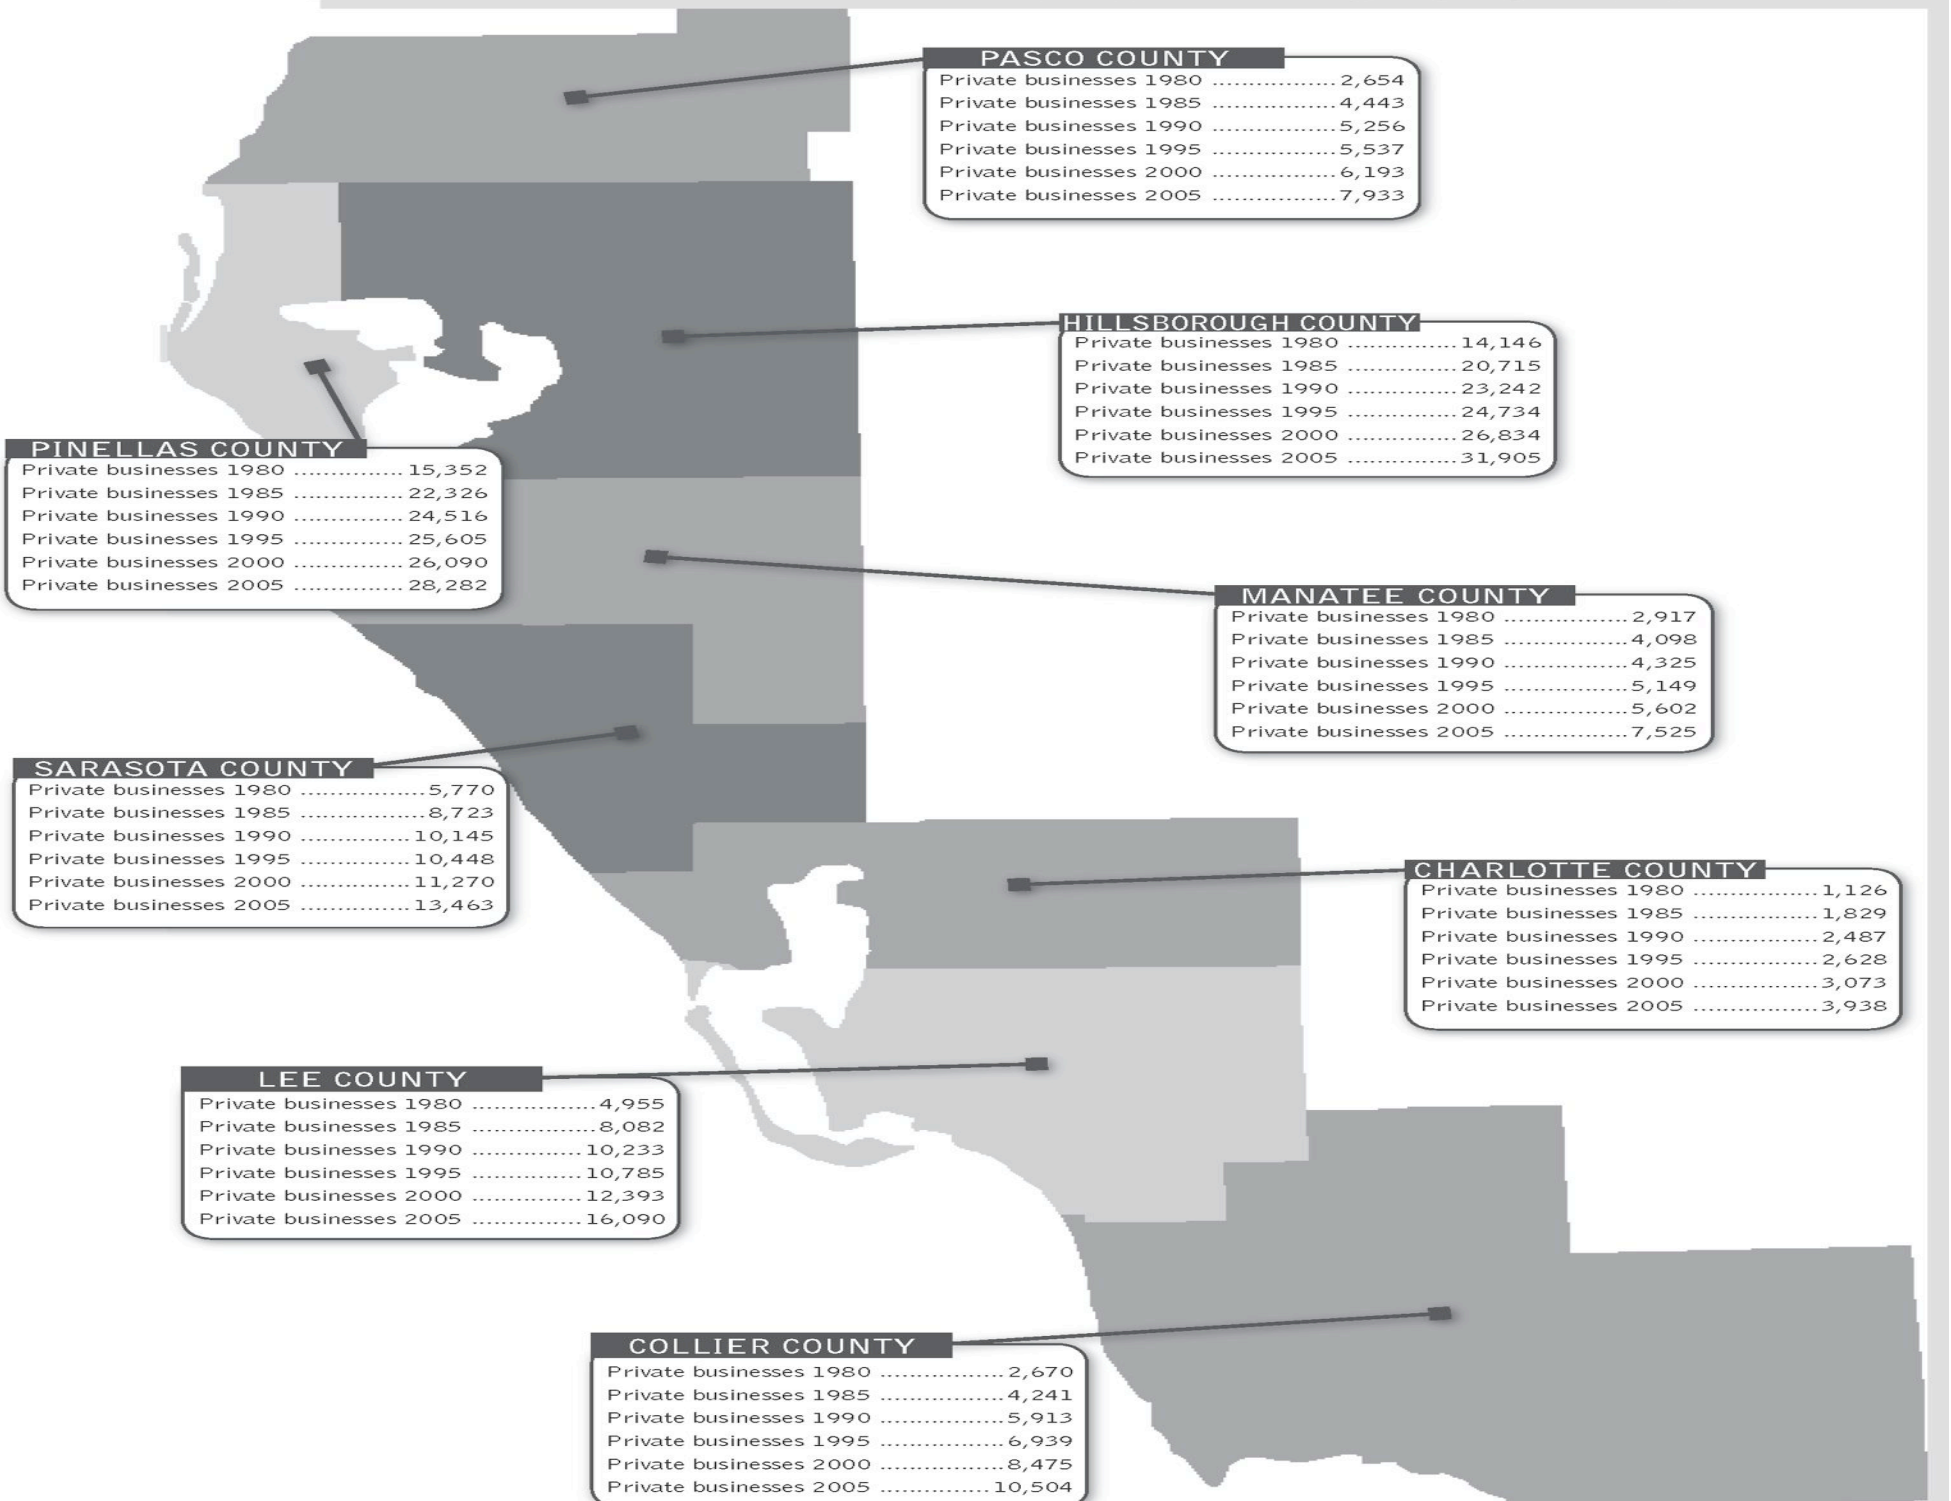 PASCO COUNTY
Private businesses 1980 .................2,654
Private businesses 1985 .................4,443
Private businesses 1990 .................5,256
Private businesses 1995 .................5,537
Private businesses 2000 .................6,193
Private businesses 2005 .................7,933
HILLSBOROUGH COUNTY
Private businesses 1980 ...............14,146
Private businesses 1985 ...............20,715
Private businesses 1990 ...............23,242
Private businesses 1995 ...............24,734
Private businesses 2000 ...............26,834
Private businesses 2005 ...............31,905
PINELLAS COUNTY
Private businesses 1980 ...............15,352
Private businesses 1985 ...............22,326
Private businesses 1990 ...............24,516
Private businesses 1995 ...............25,605
Private businesses 2000 ...............26,090
Private businesses 2005 ...............28,282
MANATEE COUNTY
Private businesses 1980 .................2,917
Private businesses 1985 .................4,098
Private businesses 1990 .................4,325
Private businesses 1995 .................5,149
Private businesses 2000 .................5,602
Private businesses 2005 .................7,525
SARASOTA COUNTY
Private businesses 1980 .................5,770
Private businesses 1985 .................8,723
Private businesses 1990 ...............10,145
Private businesses 1995 ...............10,448
Private businesses 2000 ...............11,270
Private businesses 2005 ...............13,463
CHARLOTTE COUNTY
Private businesses 1980 .................1,126
Private businesses 1985 .................1,829
Private businesses 1990 .................2,487
Private businesses 1995 .................2,628
Private businesses 2000 .................3,073
Private businesses 2005 .................3,938
LEE COUNTY
Private businesses 1980 .................4,955
Private businesses 1985 .................8,082
Private businesses 1990 ...............10,233
Private businesses 1995 ...............10,785
Private businesses 2000 ...............12,393
Private businesses 2005 ...............16,090
COLLIER COUNTY
Private businesses 1980 .................2,670
Private businesses 1985 .................4,241
Private businesses 1990 .................5,913
Private businesses 1995 .................6,939
Private businesses 2000 .................8,475
Private businesses 2005 ...............10,504